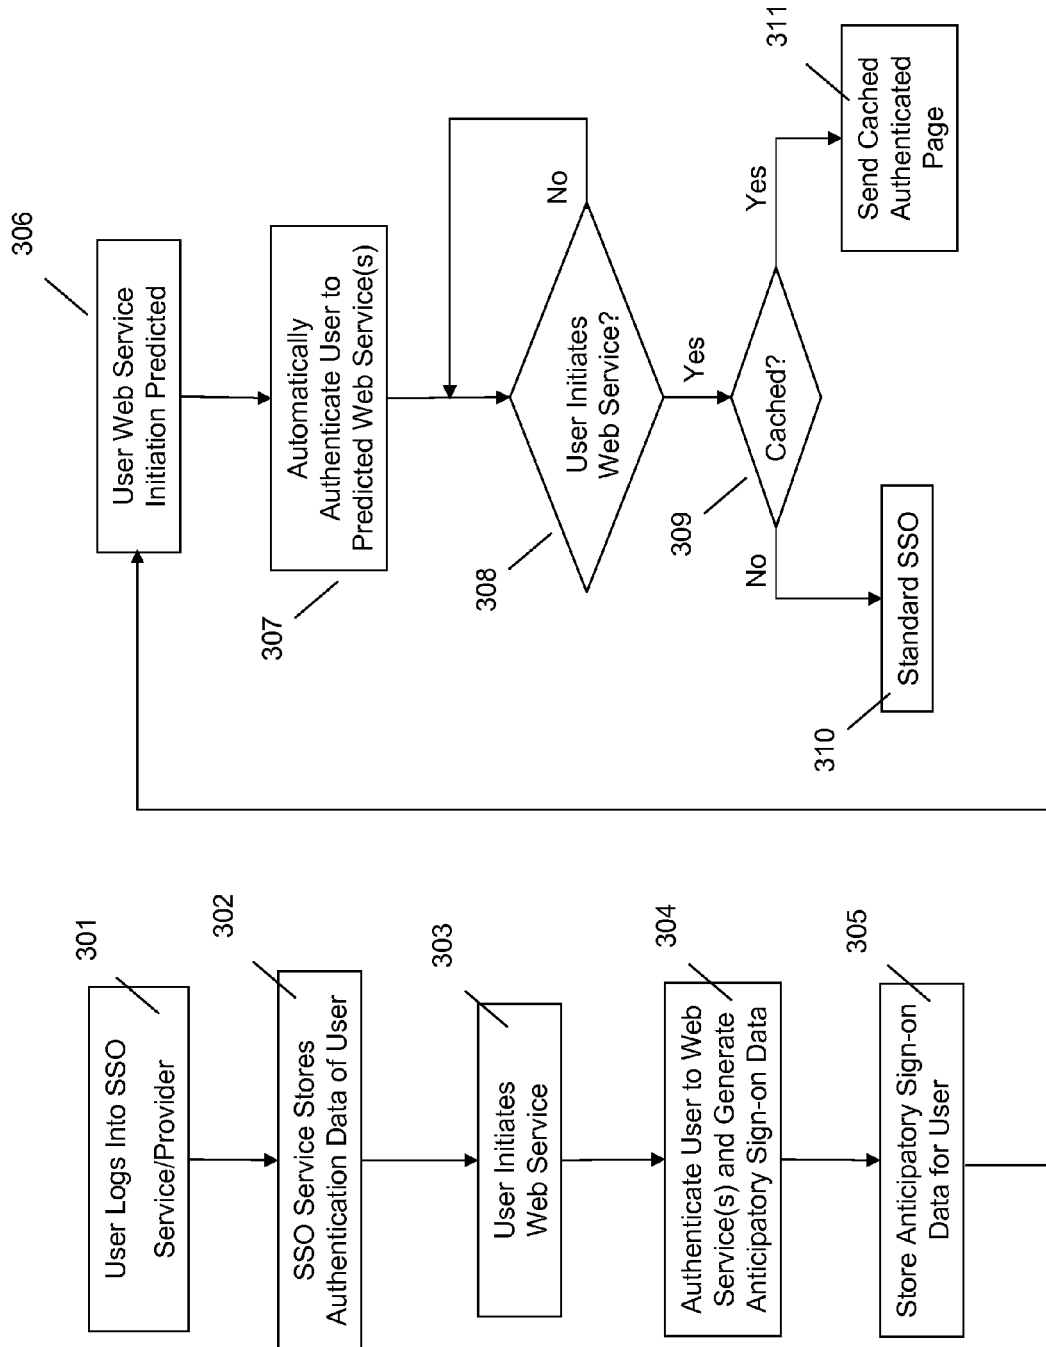 301
User Logs Into SSO
Service/Provider
302
SSO Service Stores
Authentication Data of User
303
User Initiates
Web Service
304
Authenticate User to Web
Service(s) and Generate
Anticipatory Sign-on Data
305
Store Anticipatory Sign-on
Data for User
306
User Web Service
Initiation Predicted
307
Automatically
Authenticate User to
Predicted Web Service(s)
308
User Initiates
Web Service?
No
Yes
309
Cached?
No
Yes
310
Standard SSO
311
Send Cached
Authenticated
Page